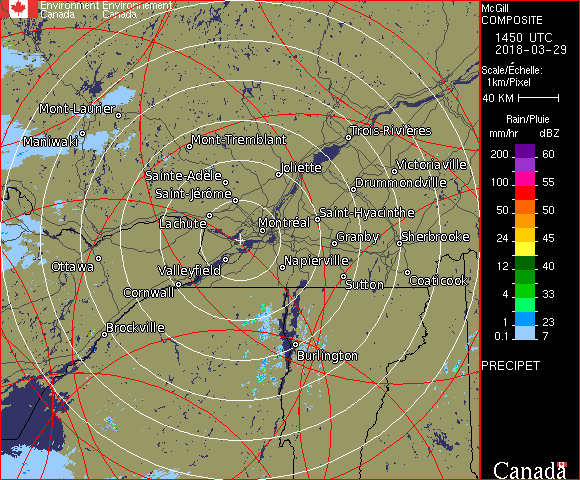 Environment Environnement
Canada Canada
McGill
COMPOSITE
1450 UTC
2018-03-29
Scale/Échelle:
1km/Pixel
40 KM
Rain/Pluie
mm/hr dBZ
200 60
100 55
50 50
24 45
12 40
4 33
1 23
0.1 7
PRECIPET
Canada
Mont-Laurier
Maniwaki
Mont-Tremblant
Trois-Rivières
Sainte-Adèle
Joliette
Victoriaville
Saint-Jérôme
Drummondville
Lachute
Montréal
Saint-Hyacinthe
Granby
Sherbrooke
Ottawa
Valleyfield
Napierville
Cornwall
Sutton
Coaticook
Brockville
Burlington